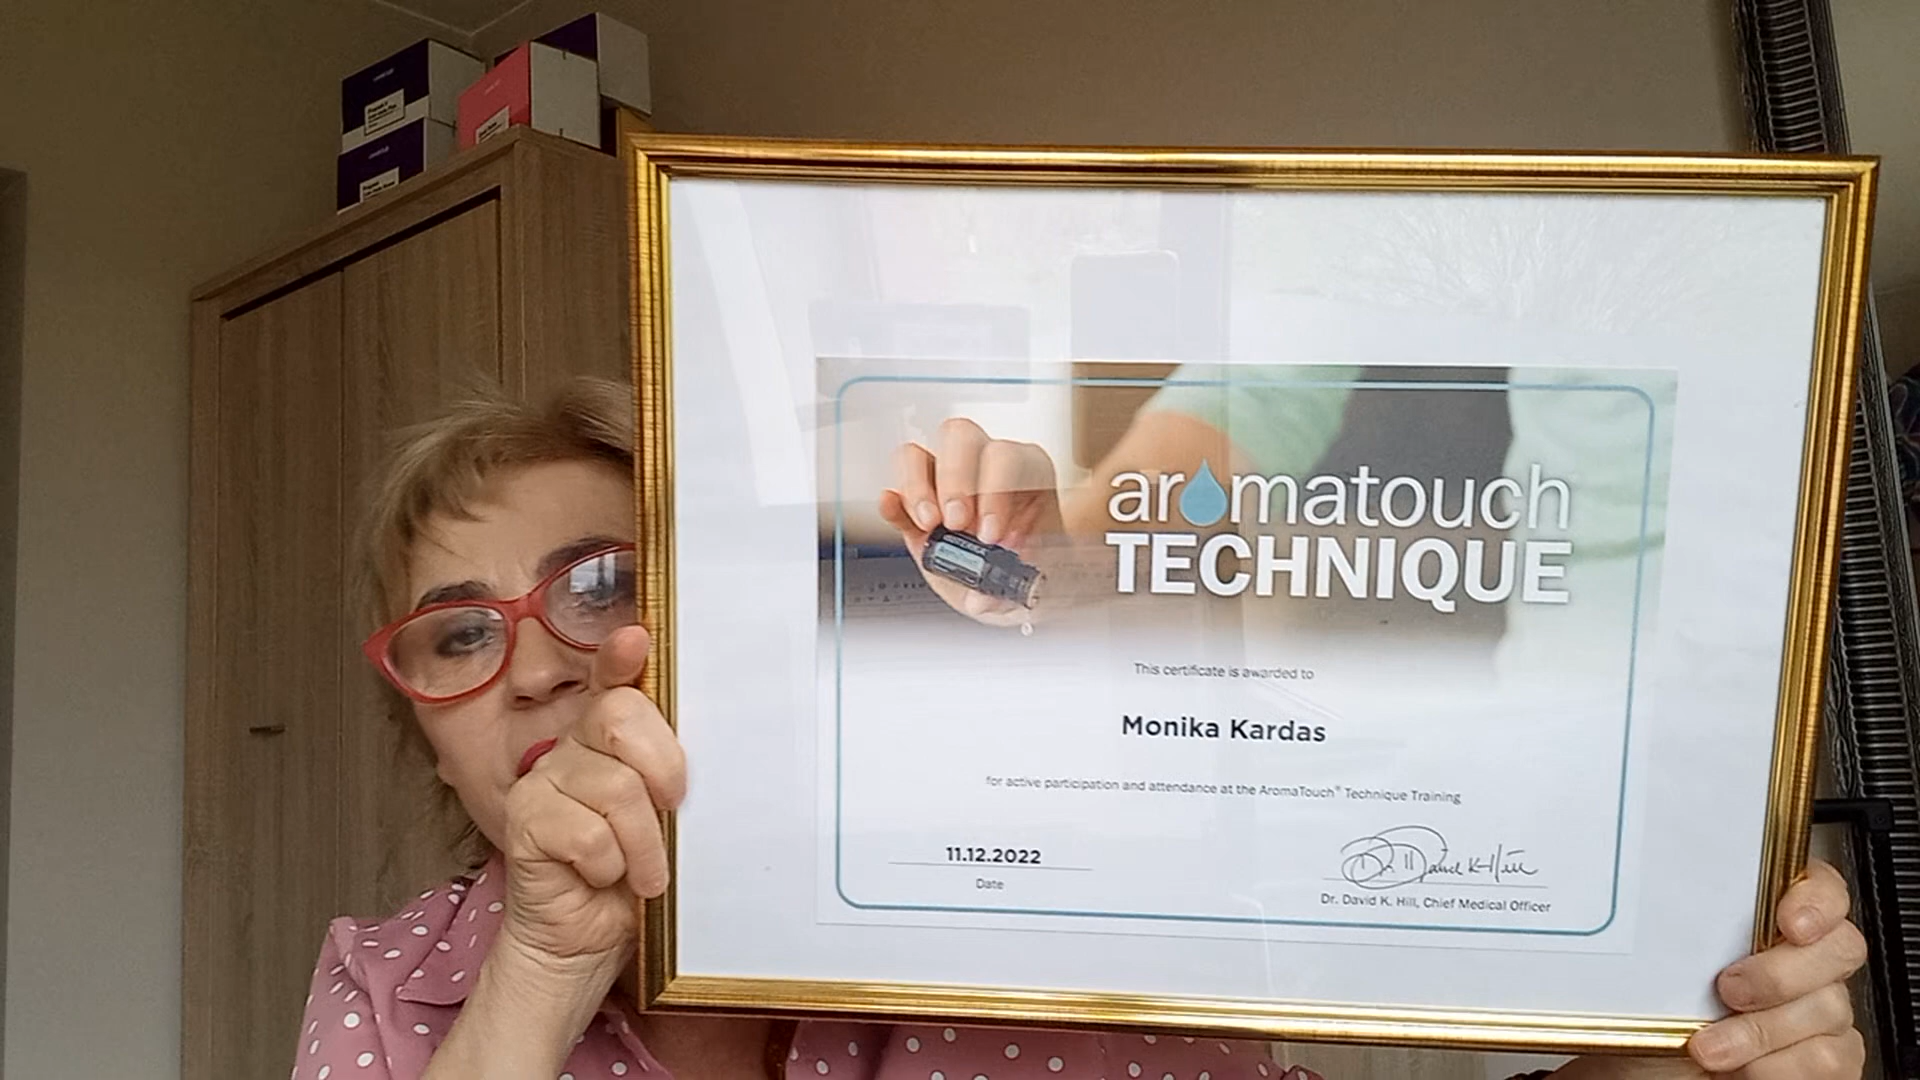 aromatouch
TECHNIQUE
This certificate is awarded to
Monika Kardas
for active participation and attendance at the AromaTouch® Technique Training
11.12.2022
Date
Dr. David K. Hill, Chief Medical Officer